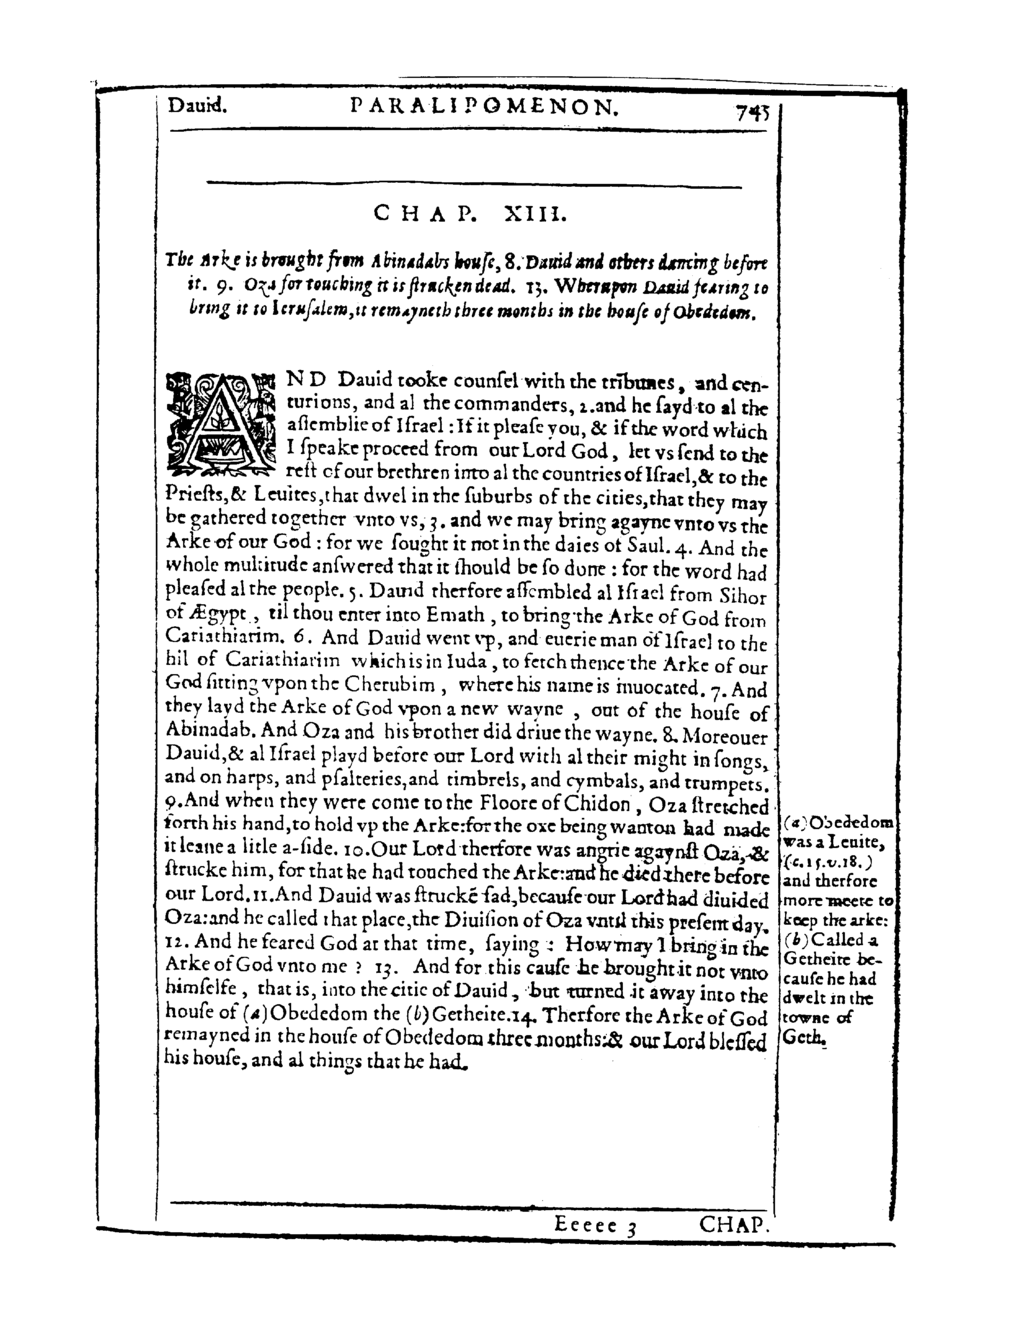 Dauid. PARALIPOMENON. 745
CHAP. XIII.
The Arke is brought from Abinadabs house, 8. Dauid and others dancing before
it. 9. Oza for touching it is strucken dead. 13. Wherupon Dauid fearing to
bring it to Ierusalem, it remayneth three months in the house of Obededom.
AND Dauid tooke counsel with the tribunes, and cen-
turions, and al the commanders, 2. and he sayd to al the
assemblie of Israel: If it please you, & if the word which
I speake proceed from our Lord God, let vs send to the
rest of our brethren into al the countries of Israel, & to the
Priests, & Leuites, that dwel in the suburbs of the cities, that they may
be gathered together vnto vs, 3. and we may bring agayne vnto vs the
Arke of our God: for we sought it not in the daies of Saul. 4. And the
whole multitude answered that it should be so done: for the word had
pleased al the people. 5. Dauid therfore assembled al Israel from Sihor
of Ægypt, til thou enter into Emath, to bring the Arke of God from
Cariathiarim. 6. And Dauid went vp, and euerie man of Israel to the
hil of Cariathiarim which is in Iuda, to fetch thence the Arke of our
God sitting vpon the Cherubim, where his name is inuocated. 7. And
they layd the Arke of God vpon a new wayne, out of the house of
Abinadab. And Oza and his brother did driue the wayne. 8. Moreouer
Dauid, & al Israel playd before our Lord with al their might in songs,
and on harps, and psalteries, and timbrels, and cymbals, and trumpets.
9. And when they were come to the Floore of Chidon, Oza stretched
forth his hand, to hold vp the Arke: for the oxe being wanton had made
it leane a litle a-side. 10. Our Lord therfore was angrie agaynst Oza, &
strucke him, for that he had touched the Arke: and he died there before
our Lord. 11. And Dauid was struckē sad, because our Lord had diuided
Oza: and he called that place, the Diuision of Oza vntil this present day.
12. And he feared God at that time, saying: How may I bring in the
Arke of God vnto me? 13. And for this cause he brought it not vnto
himselfe, that is, into the citie of Dauid, but turned it away into the
house of (a) Obededom the (b) Getheite. 14. Therfore the Arke of God
remayned in the house of Obededom three months: & our Lord blessed
his house, and al things that he had.
(a) Obededom
was a Leuite,
(c. 15. v. 18.)
and therfore
more meete to
keep the arke:
(b) Called a
Getheite be-
cause he had
dwelt in the
towne of
Geth.
Eeeee 3 CHAP.